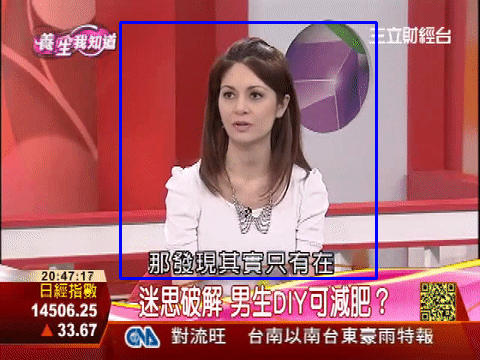 養生我知道
三立財經台
那發現其實只有在
20:47:17
日經指數
14506.25
▲ 33.67
迷思破解 男生DIY可減肥？
CNA 對流旺 台南以南台東豪雨特報